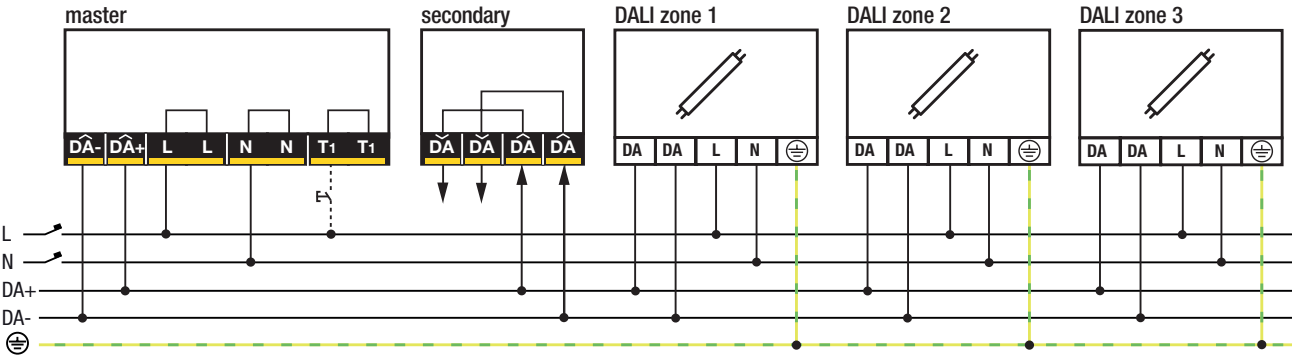 master secondary DALI zone 1 DALI zone 2 DALI zone 3
DA- DA+ L L N N T1 T1 DA DA DA DA DA DA L N DA DA L N DA DA L N
L
N
DA+
DA-